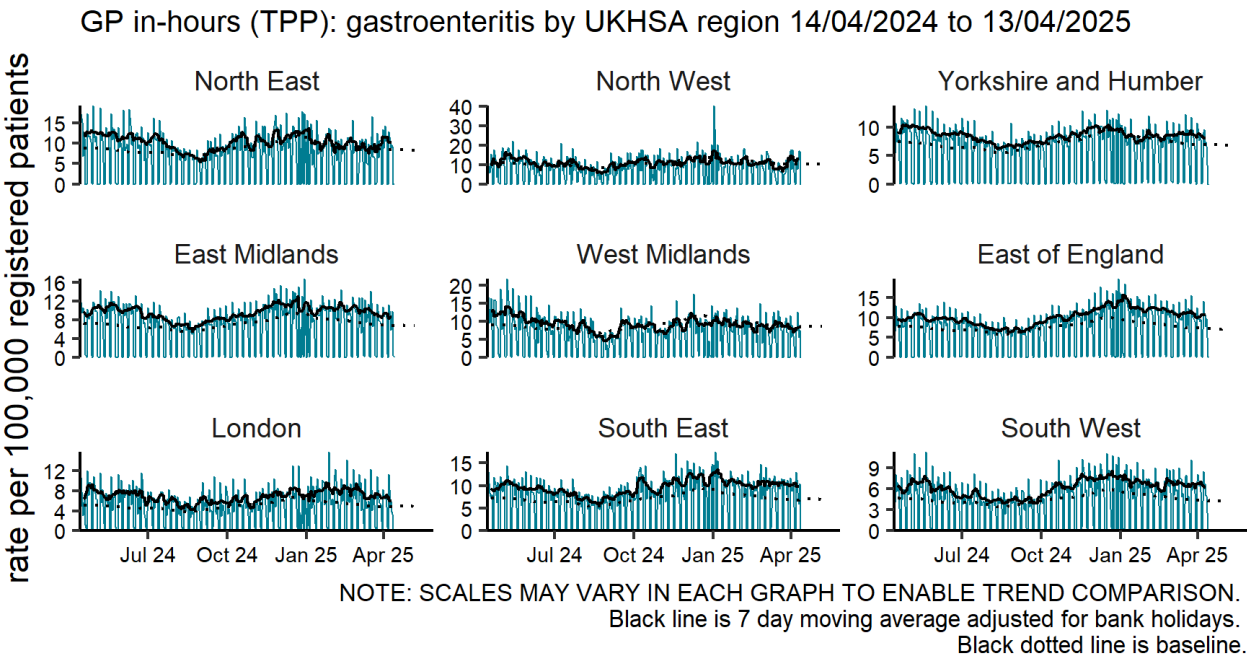 GP in-hours (TPP): gastroenteritis by UKHSA region 14/04/2024 to 13/04/2025
rate per 100,000 registered patients
North East
15
10
5
0
North West
40
30
20
10
0
Yorkshire and Humber
10
5
0
East Midlands
16
12
8
4
0
West Midlands
20
15
10
5
0
East of England
15
10
5
0
London
12
8
4
0
Jul 24 Oct 24 Jan 25 Apr 25
South East
15
10
5
0
Jul 24 Oct 24 Jan 25 Apr 25
South West
9
6
3
0
Jul 24 Oct 24 Jan 25 Apr 25
NOTE: SCALES MAY VARY IN EACH GRAPH TO ENABLE TREND COMPARISON.
Black line is 7 day moving average adjusted for bank holidays.
Black dotted line is baseline.